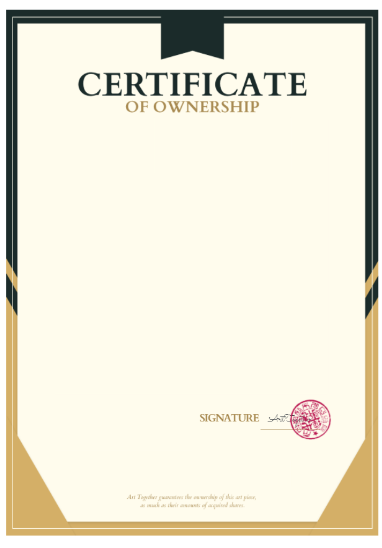 CERTIFICATE
OF OWNERSHIP
SIGNATURE
Art Together guarantees the ownership of this art piece,
as much as their amounts of acquired shares.